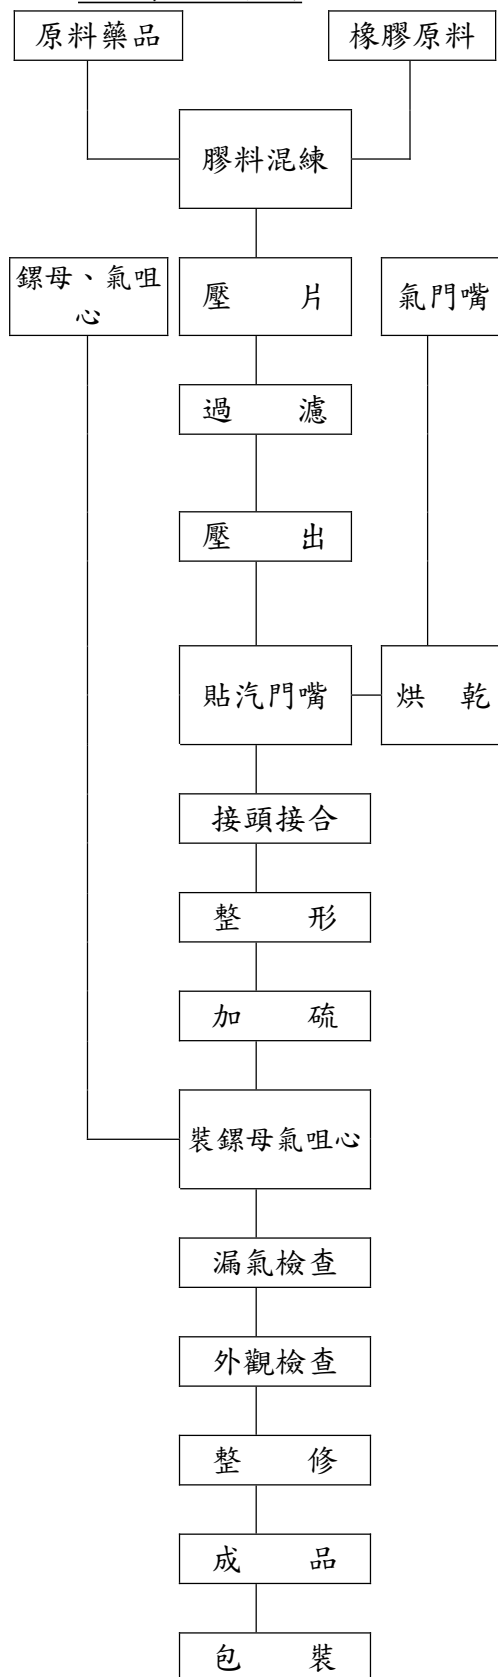 原料藥品
橡膠原料
膠料混練
鏍母、氣咀
心
壓　　片
氣門嘴
過　　濾
壓　　出
貼汽門嘴
烘　乾
接頭接合
整　　形
加　　硫
裝鏍母氣咀心
漏氣檢查
外觀檢查
整　　修
成　　品
包　　裝